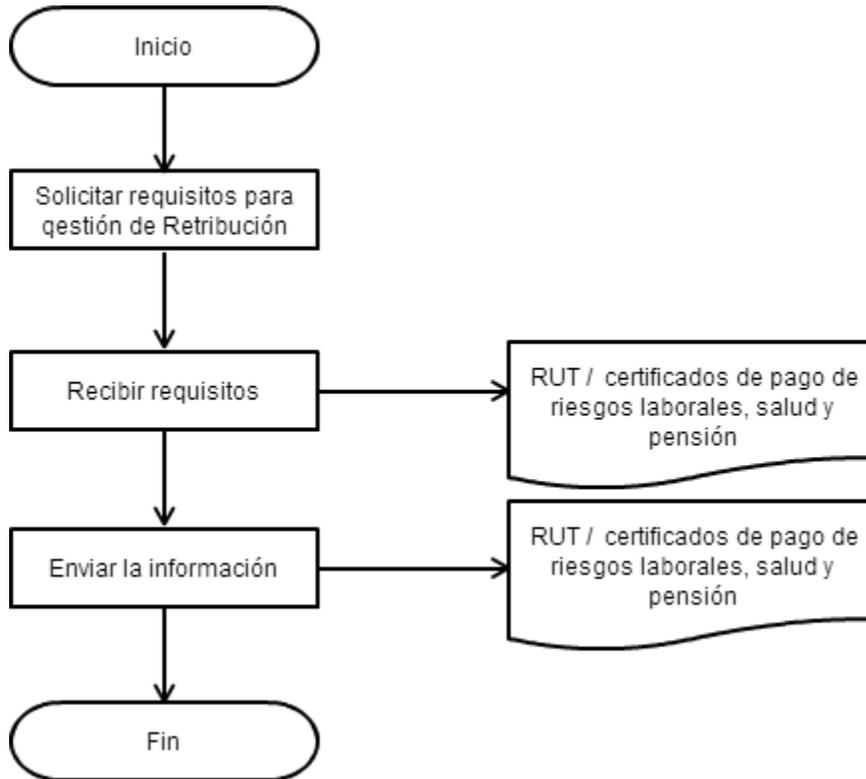 Inicio
Solicitar requisitos para
qestión de Retribución
Recibir requisitos
RUT / certificados de pago de
riesgos laborales, salud y
pensión
Enviar la información
RUT / certificados de pago de
riesgos laborales, salud y
pensión
Fin